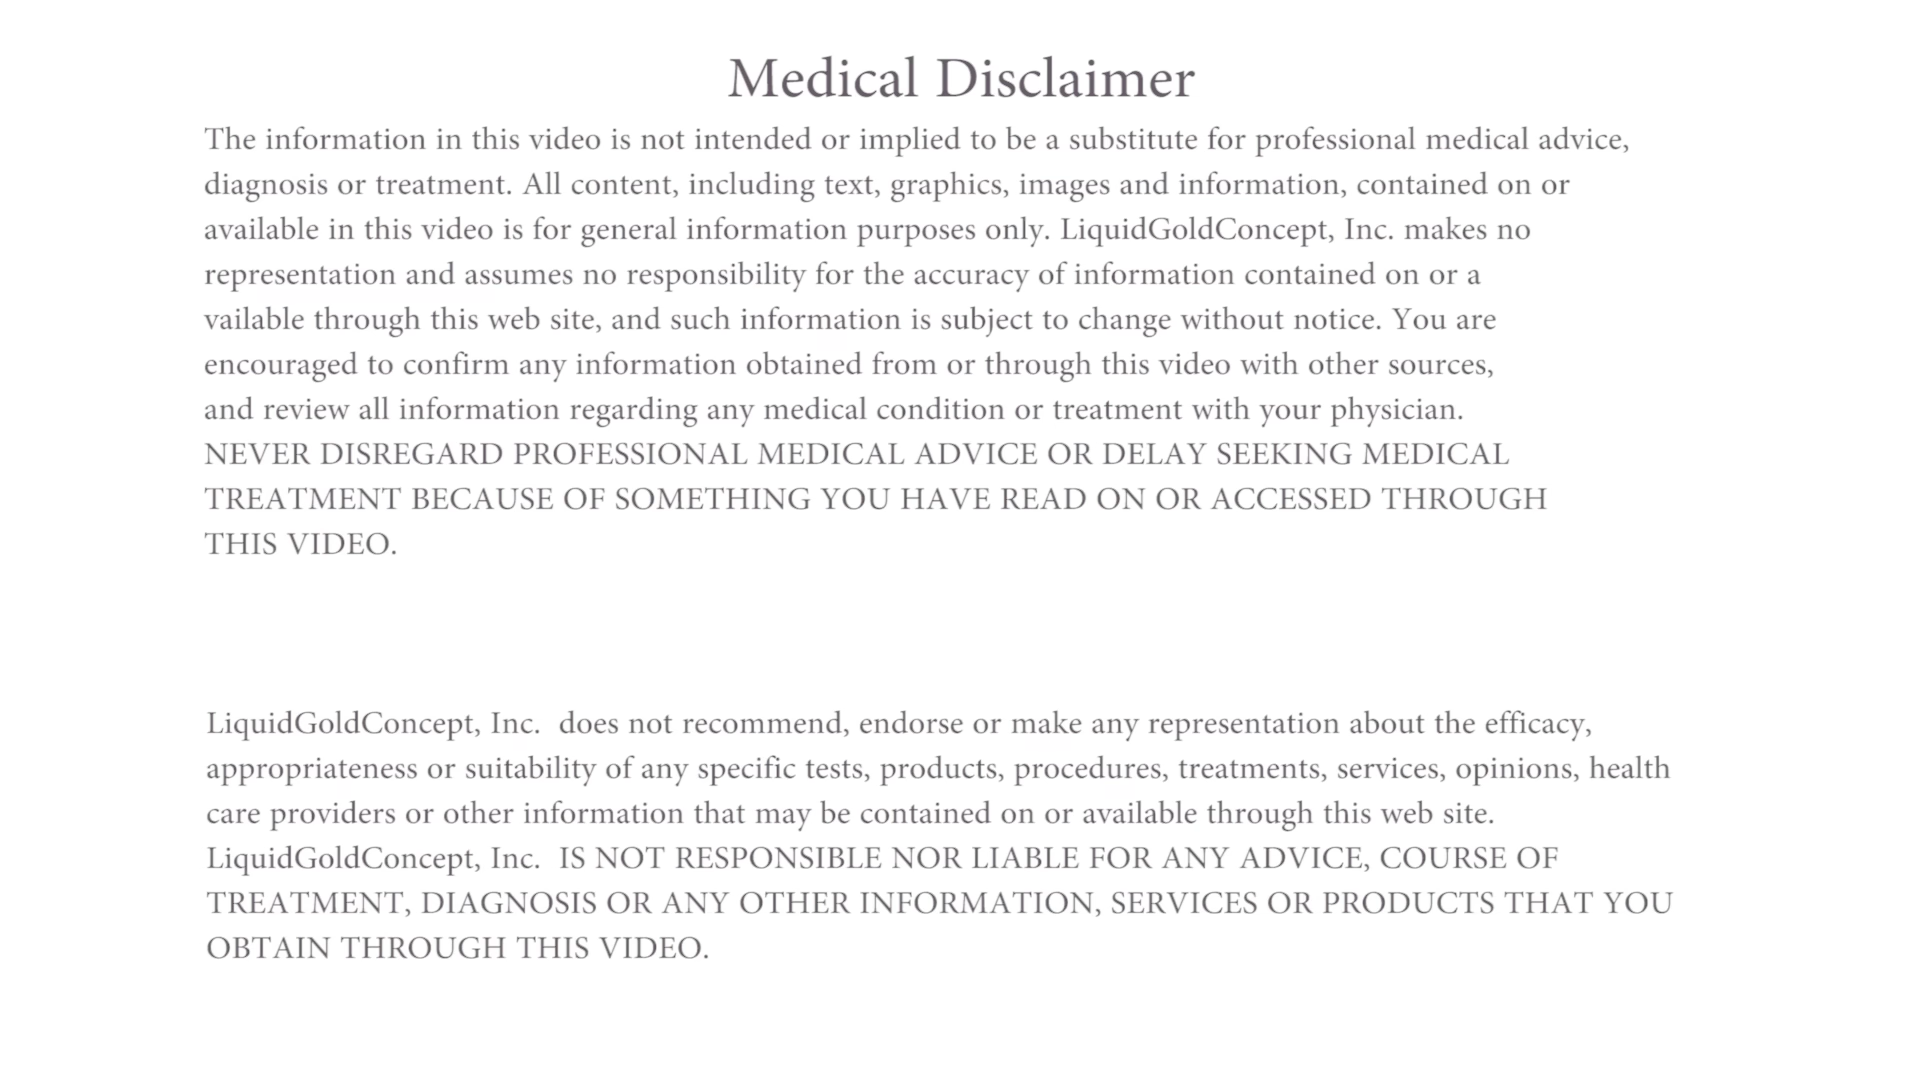 Medical Disclaimer
The information in this video is not intended or implied to be a substitute for professional medical advice,
diagnosis or treatment. All content, including text, graphics, images and information, contained on or
available in this video is for general information purposes only. LiquidGoldConcept, Inc. makes no
representation and assumes no responsibility for the accuracy of information contained on or a
vailable through this web site, and such information is subject to change without notice. You are
encouraged to confirm any information obtained from or through this video with other sources,
and review all information regarding any medical condition or treatment with your physician.
NEVER DISREGARD PROFESSIONAL MEDICAL ADVICE OR DELAY SEEKING MEDICAL
TREATMENT BECAUSE OF SOMETHING YOU HAVE READ ON OR ACCESSED THROUGH
THIS VIDEO.
LiquidGoldConcept, Inc.  does not recommend, endorse or make any representation about the efficacy,
appropriateness or suitability of any specific tests, products, procedures, treatments, services, opinions, health
care providers or other information that may be contained on or available through this web site.
LiquidGoldConcept, Inc.  IS NOT RESPONSIBLE NOR LIABLE FOR ANY ADVICE, COURSE OF
TREATMENT, DIAGNOSIS OR ANY OTHER INFORMATION, SERVICES OR PRODUCTS THAT YOU
OBTAIN THROUGH THIS VIDEO.